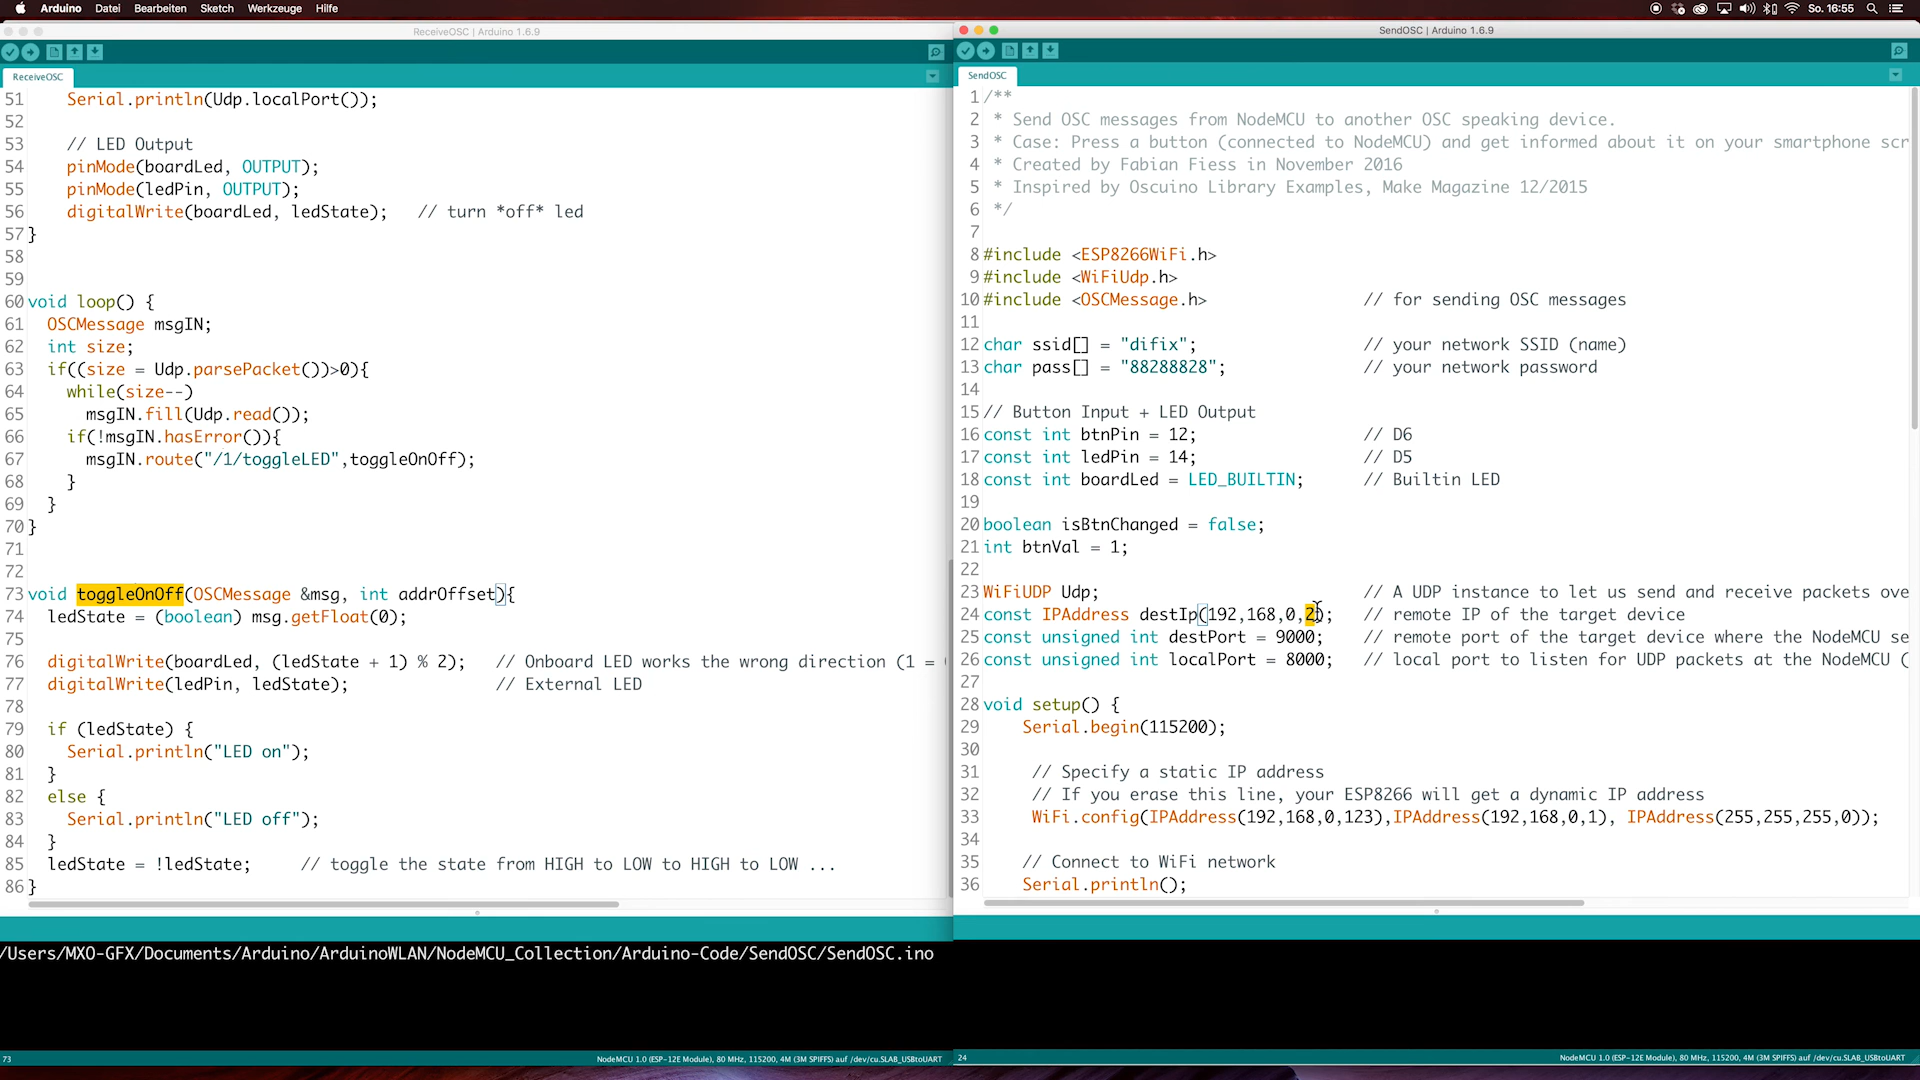 Arduino Datei Bearbeiten Sketch Werkzeuge Hilfe So. 16:55
ReceiveOSC | Arduino 1.6.9
ReceiveOSC
51 Serial.println(Udp.localPort());
52
53 // LED Output
54 pinMode(boardLed, OUTPUT);
55 pinMode(ledPin, OUTPUT);
56 digitalWrite(boardLed, ledState); // turn *off* led
57 }
58
59
60 void loop() {
61 OSCMessage msgIN;
62 int size;
63 if((size = Udp.parsePacket())>0){
64 while(size--)
65 msgIN.fill(Udp.read());
66 if(!msgIN.hasError()){
67 msgIN.route("/1/toggleLED",toggleOnOff);
68 }
69 }
70 }
71
72
73 void toggleOnOff(OSCMessage &msg, int addrOffset){
74 ledState = (boolean) msg.getFloat(0);
75
76 digitalWrite(boardLed, (ledState + 1) % 2); // Onboard LED works the wrong direction (1 =
77 digitalWrite(ledPin, ledState); // External LED
78
79 if (ledState) {
80 Serial.println("LED on");
81 }
82 else {
83 Serial.println("LED off");
84 }
85 ledState = !ledState; // toggle the state from HIGH to LOW to HIGH to LOW ...
86 }
/Users/MXO-GFX/Documents/Arduino/ArduinoWLAN/NodeMCU_Collection/Arduino-Code/SendOSC/SendOSC.ino
73 NodeMCU 1.0 (ESP-12E Module), 80 MHz, 115200, 4M (3M SPIFFS) auf /dev/cu.SLAB_USBtoUART
SendOSC | Arduino 1.6.9
SendOSC
1 /**
2 * Send OSC messages from NodeMCU to another OSC speaking device.
3 * Case: Press a button (connected to NodeMCU) and get informed about it on your smartphone scr
4 * Created by Fabian Fiess in November 2016
5 * Inspired by Oscuino Library Examples, Make Magazine 12/2015
6 */
7
8 #include <ESP8266WiFi.h>
9 #include <WiFiUdp.h>
10 #include <OSCMessage.h> // for sending OSC messages
11
12 char ssid[] = "difix"; // your network SSID (name)
13 char pass[] = "88288828"; // your network password
14
15 // Button Input + LED Output
16 const int btnPin = 12; // D6
17 const int ledPin = 14; // D5
18 const int boardLed = LED_BUILTIN; // Builtin LED
19
20 boolean isBtnChanged = false;
21 int btnVal = 1;
22
23 WiFiUDP Udp; // A UDP instance to let us send and receive packets ove
24 const IPAddress destIp(192,168,0,2); // remote IP of the target device
25 const unsigned int destPort = 9000; // remote port of the target device where the NodeMCU se
26 const unsigned int localPort = 8000; // local port to listen for UDP packets at the NodeMCU (
27
28 void setup() {
29 Serial.begin(115200);
30
31 // Specify a static IP address
32 // If you erase this line, your ESP8266 will get a dynamic IP address
33 WiFi.config(IPAddress(192,168,0,123),IPAddress(192,168,0,1), IPAddress(255,255,255,0));
34
35 // Connect to WiFi network
36 Serial.println();
24 NodeMCU 1.0 (ESP-12E Module), 80 MHz, 115200, 4M (3M SPIFFS) auf /dev/cu.SLAB_USBtoUART